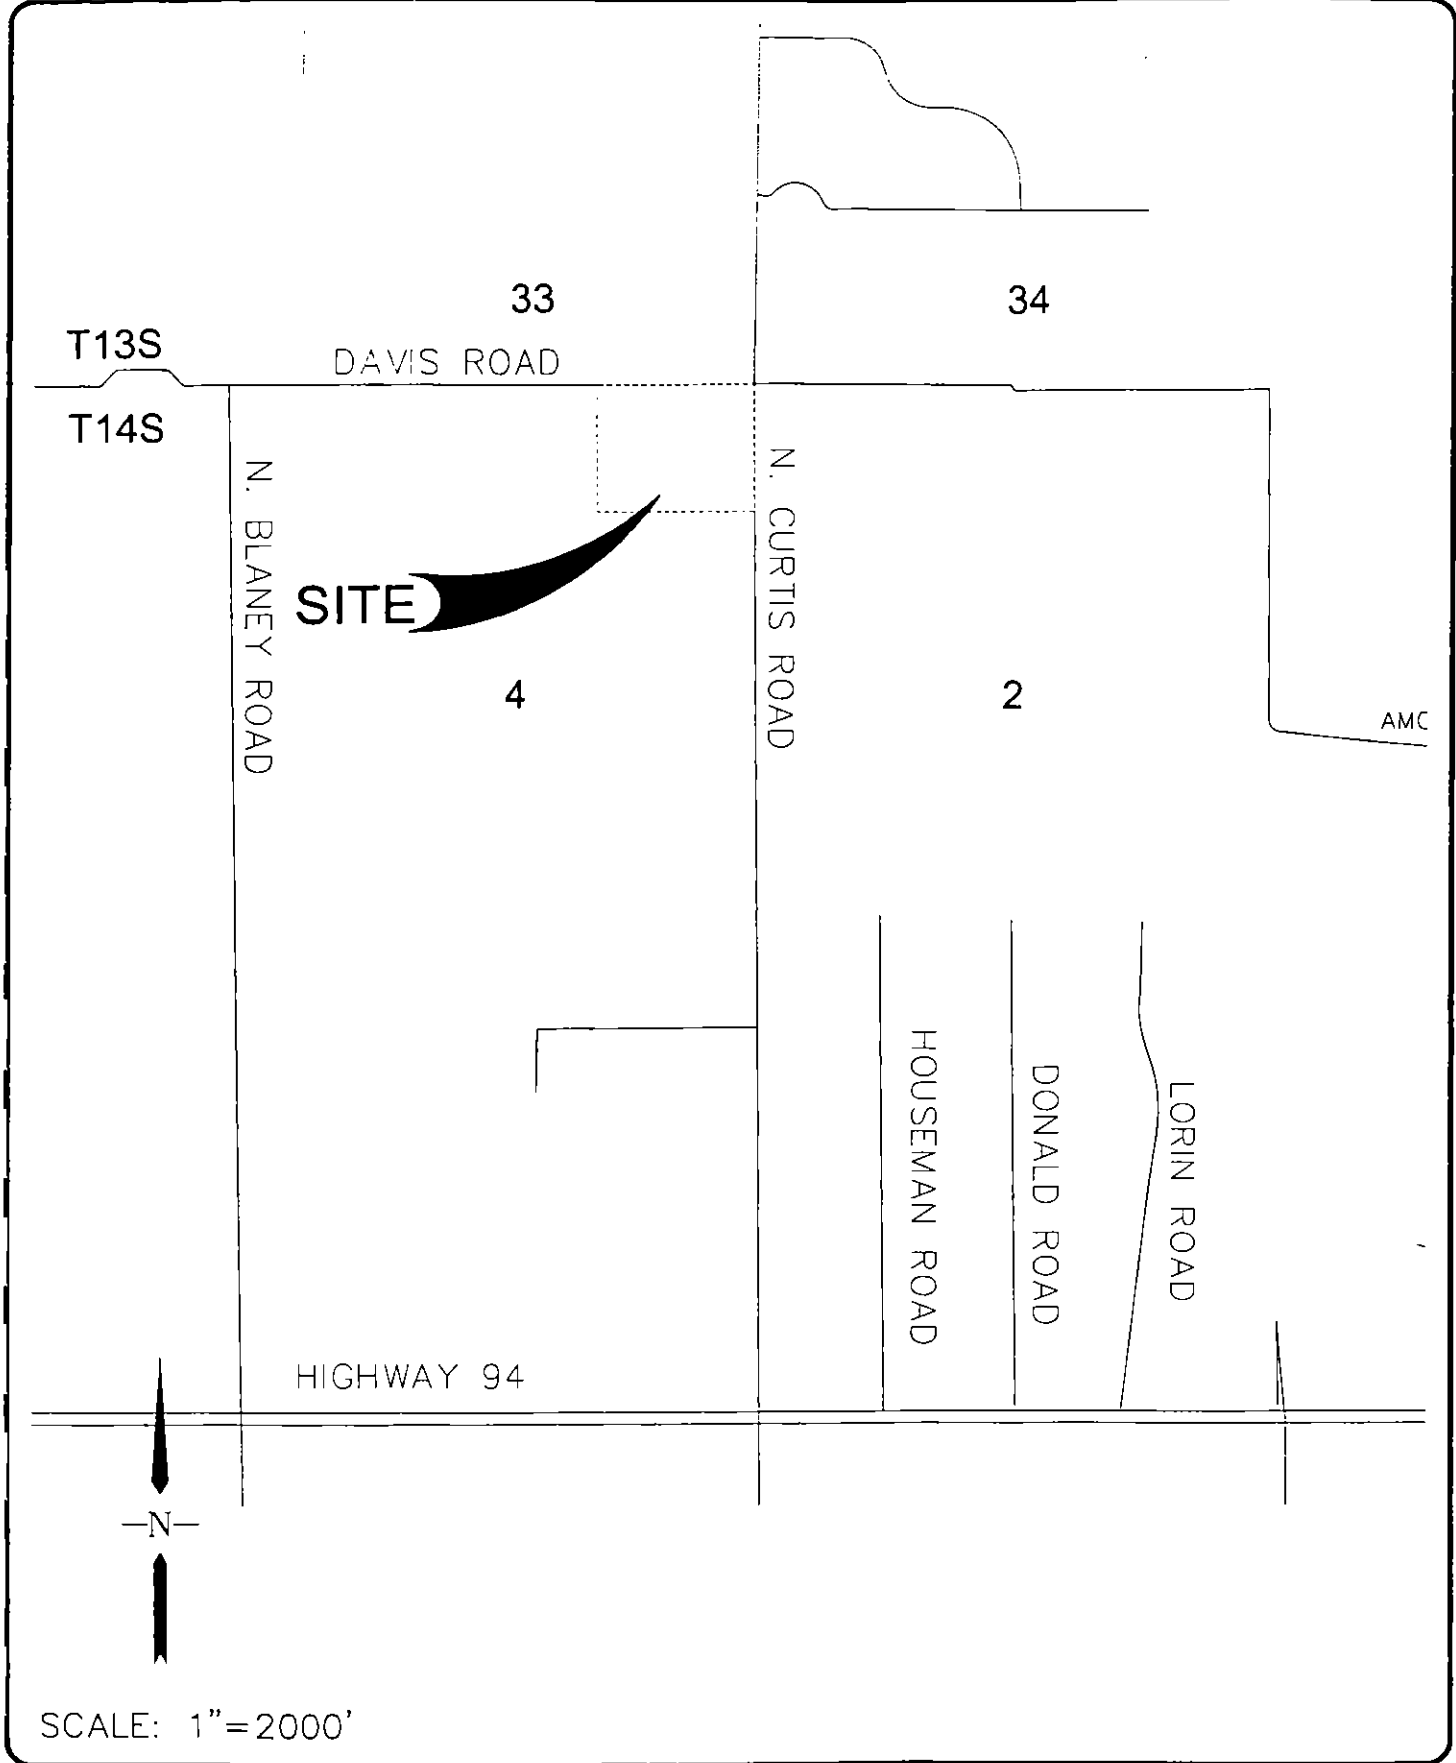 33
34
T13S
DAVIS ROAD
T14S
N. BLANEY ROAD
N. CURTIS ROAD
SITE
4
2
AMC
HOUSEMAN ROAD
DONALD ROAD
LORIN ROAD
HIGHWAY 94
N
SCALE: 1"=2000'